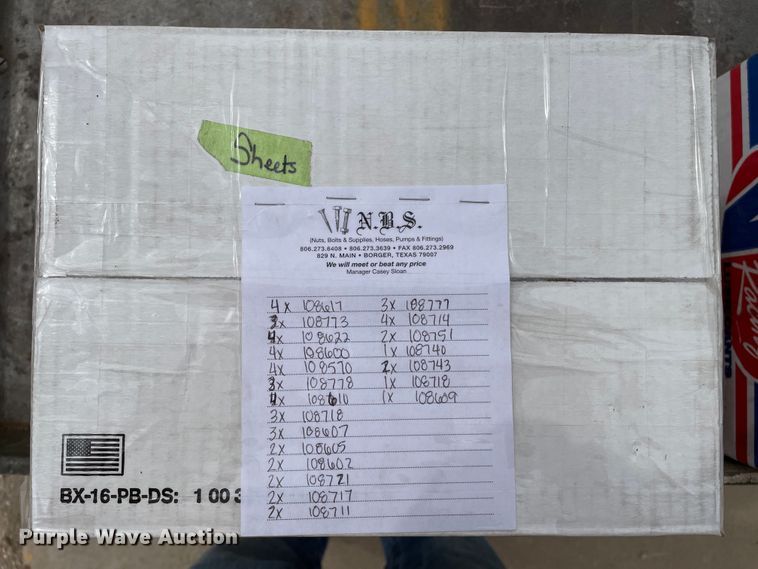 Sheets
N.B.S.
(Nuts, Bolts & Supplies, Hoses, Pumps & Fittings)
806.273.6408 • 806.273.3639 • FAX 806.273.2969
829 N. MAIN • BORGER, TEXAS 79007
We will meet or beat any price
Manager Casey Sloan
4 x 108617 3x 108777
3x 108773 4x 108714
4x 108622 2x 108751
4x 108600 1x 108740
4x 108570 2x 108743
3x 108778 1x 108718
4x 108610 1x 108609
3x 108718
3x 108607
2x 108605
2x 108602
2x 108721
2x 108717
2x 108711
BX-16-PB-DS: 1 00 3
Racing
Purple Wave Auction